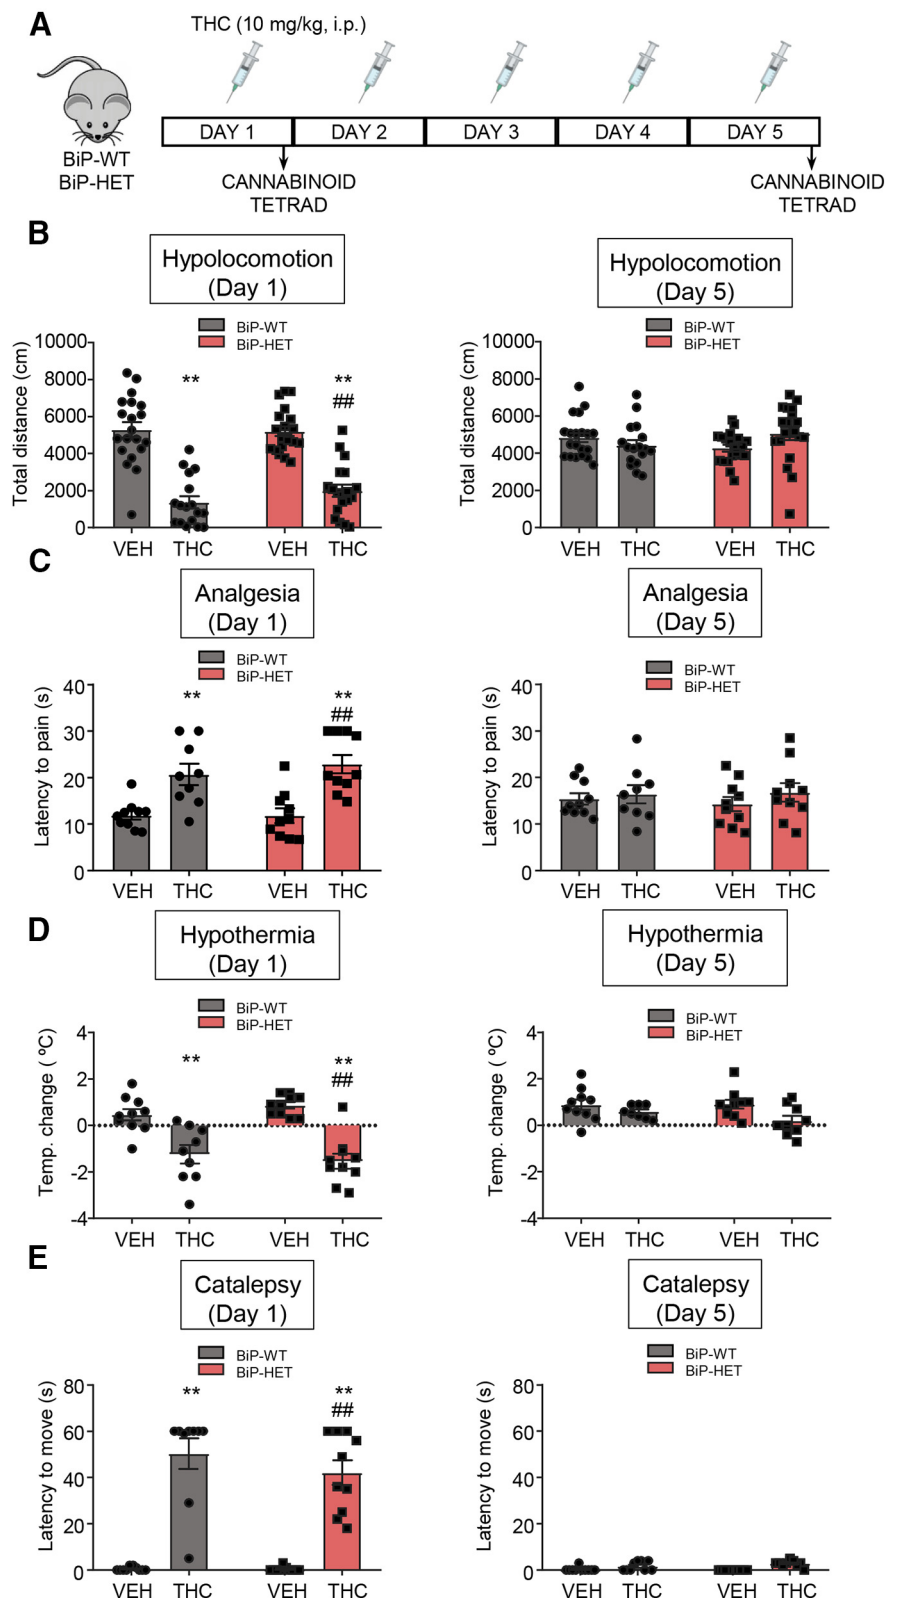 A
THC (10 mg/kg, i.p.)
DAY 1
DAY 2
DAY 3
DAY 4
DAY 5
BiP-WT
BiP-HET
CANNABINOID
TETRAD
CANNABINOID
TETRAD
B
Hypolocomotion
(Day 1)
BiP-WT
BiP-HET
Total distance (cm)
10000
8000
6000
4000
2000
0
**
**
##
VEH
THC
VEH
THC
Hypolocomotion
(Day 5)
BiP-WT
BiP-HET
Total distance (cm)
10000
8000
6000
4000
2000
0
VEH
THC
VEH
THC
C
Analgesia
(Day 1)
BiP-WT
BiP-HET
Latency to pain (s)
40
30
20
10
0
**
**
##
VEH
THC
VEH
THC
Analgesia
(Day 5)
BiP-WT
BiP-HET
Latency to pain (s)
40
30
20
10
0
VEH
THC
VEH
THC
D
Hypothermia
(Day 1)
BiP-WT
BiP-HET
Temp. change ( ºC)
4
2
0
-2
-4
**
**
##
VEH
THC
VEH
THC
Hypothermia
(Day 5)
BiP-WT
BiP-HET
Temp. change ( ºC)
4
2
0
-2
-4
VEH
THC
VEH
THC
E
Catalepsy
(Day 1)
BiP-WT
BiP-HET
Latency to move (s)
80
60
40
20
0
**
**
##
VEH
THC
VEH
THC
Catalepsy
(Day 5)
BiP-WT
BiP-HET
Latency to move (s)
80
60
40
20
0
VEH
THC
VEH
THC